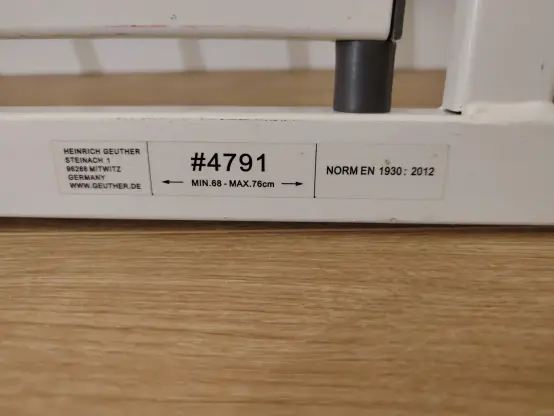 HEINRICH GEUTHER
STEINACH 1
96268 MITWITZ
GERMANY
WWW.GEUTHER.DE
#4791
MIN.68 - MAX.76cm
NORM EN 1930: 2012